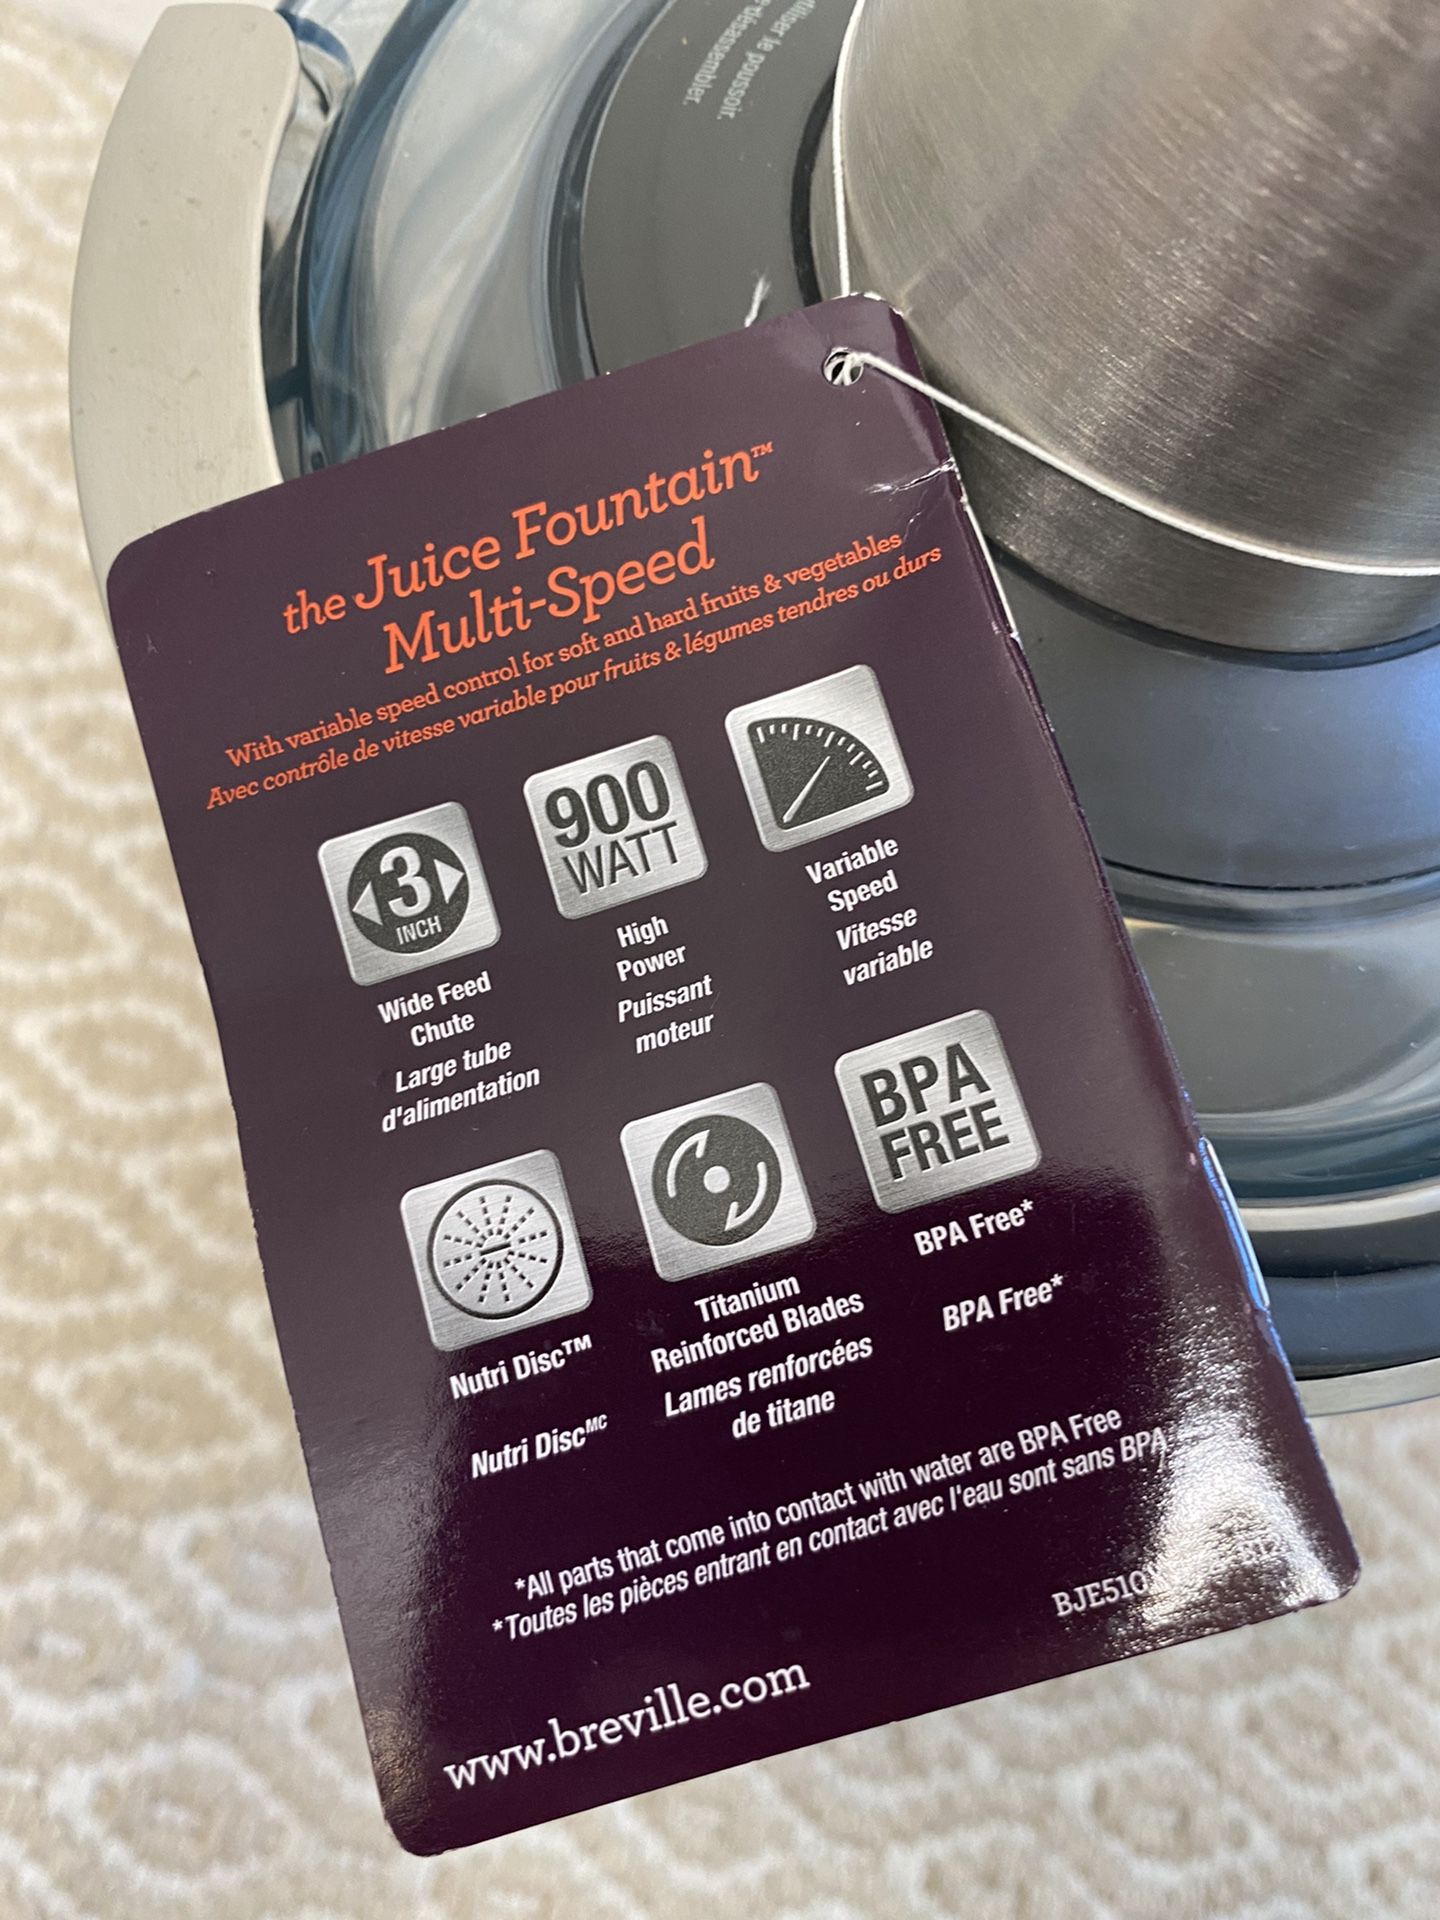 utiliser le poussoir.
désassembler.
the Juice Fountain™
Multi-Speed
With variable speed control for soft and hard fruits & vegetables
Avec contrôle de vitesse variable pour fruits & légumes tendres ou durs
3
INCH
Wide Feed
Chute
Large tube
d'alimentation
900
WATT
High
Power
Puissant
moteur
Variable
Speed
Vitesse
variable
Nutri Disc™
Nutri Discᴹᶜ
Titanium
Reinforced Blades
Lames renforcées
de titane
BPA
FREE
BPA Free*
BPA Free*
*All parts that come into contact with water are BPA Free
*Toutes les pièces entrant en contact avec l'eau sont sans BPA
BJE510
www.breville.com